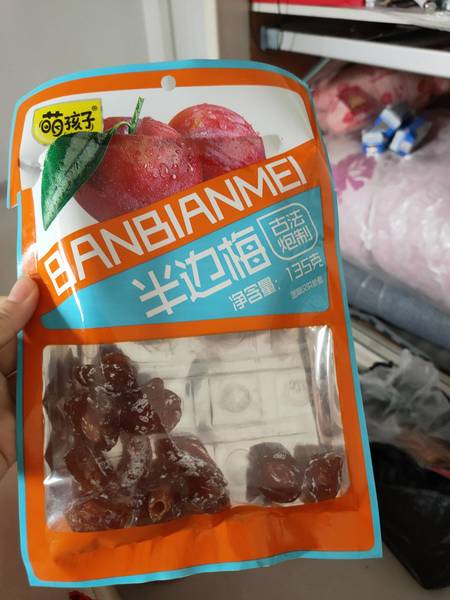 萌孩子®
BANBIANMEI
半边梅
古法
炮制
净含量：135克